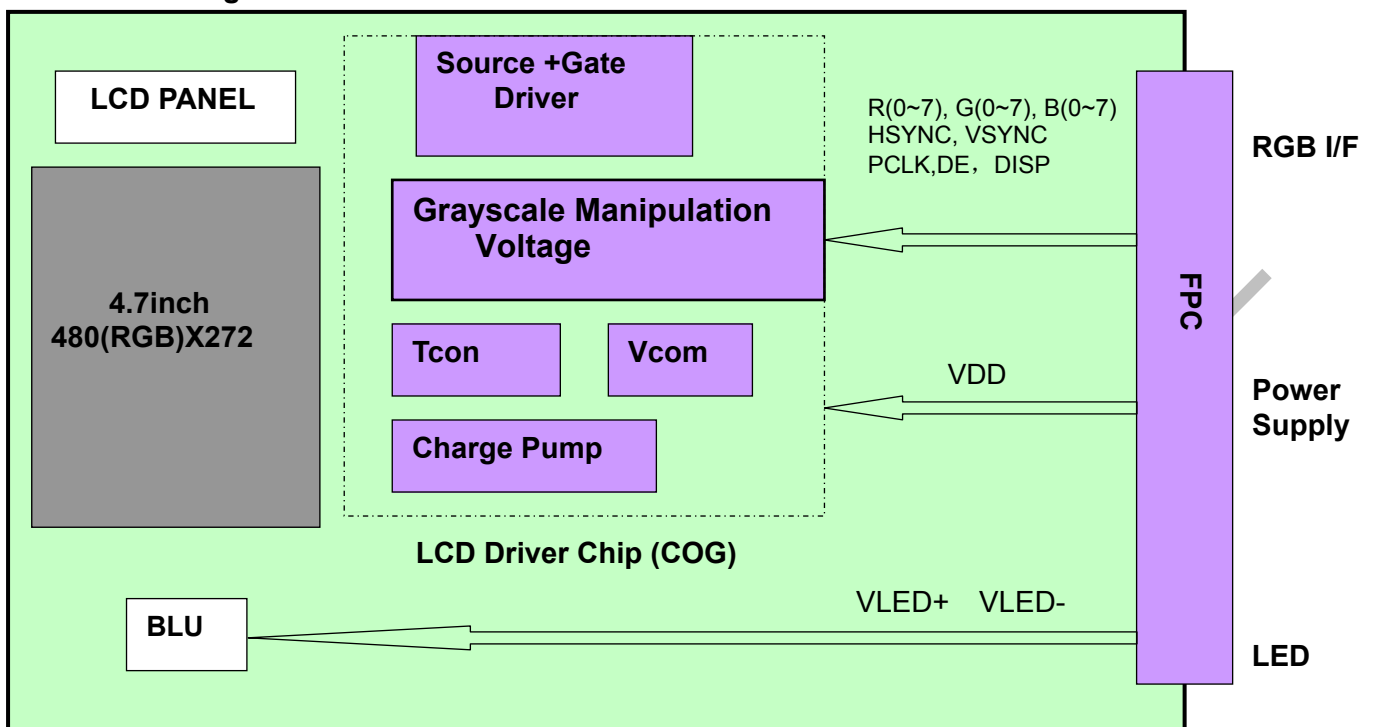 LCD PANEL
4.7inch
480(RGB)X272
Source +Gate
Driver
Grayscale Manipulation
Voltage
Tcon
Vcom
Charge Pump
LCD Driver Chip (COG)
BLU
R(0~7), G(0~7), B(0~7)
HSYNC, VSYNC
PCLK,DE，DISP
VDD
VLED+ VLED-
FPC
RGB I/F
Power
Supply
LED